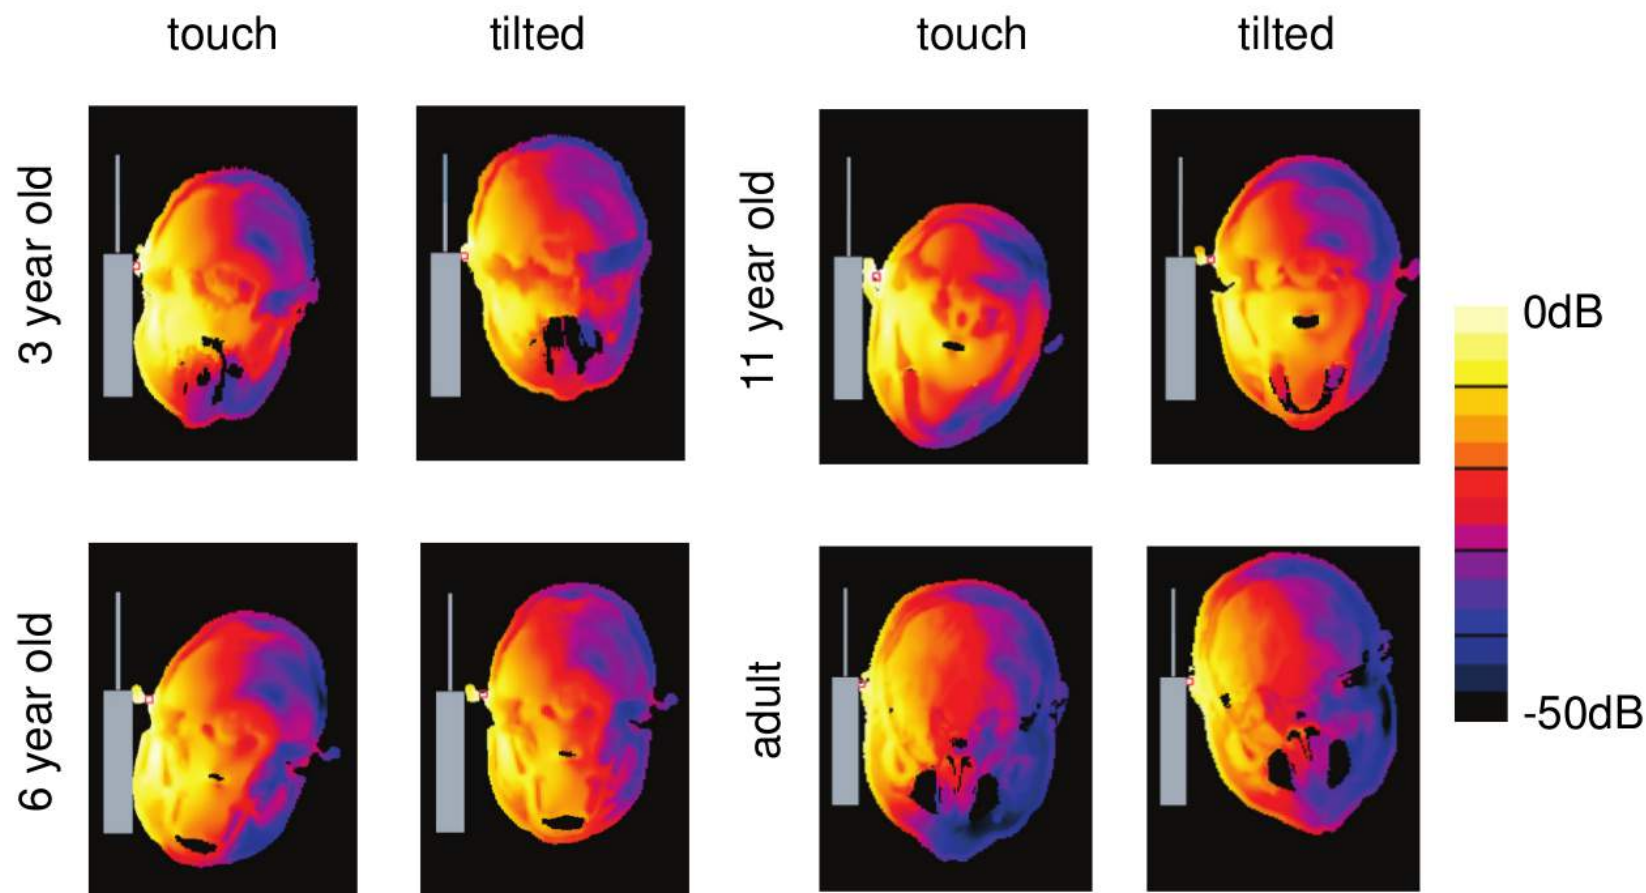 touch
tilted
touch
tilted
3 year old
11 year old
0dB
-50dB
6 year old
adult